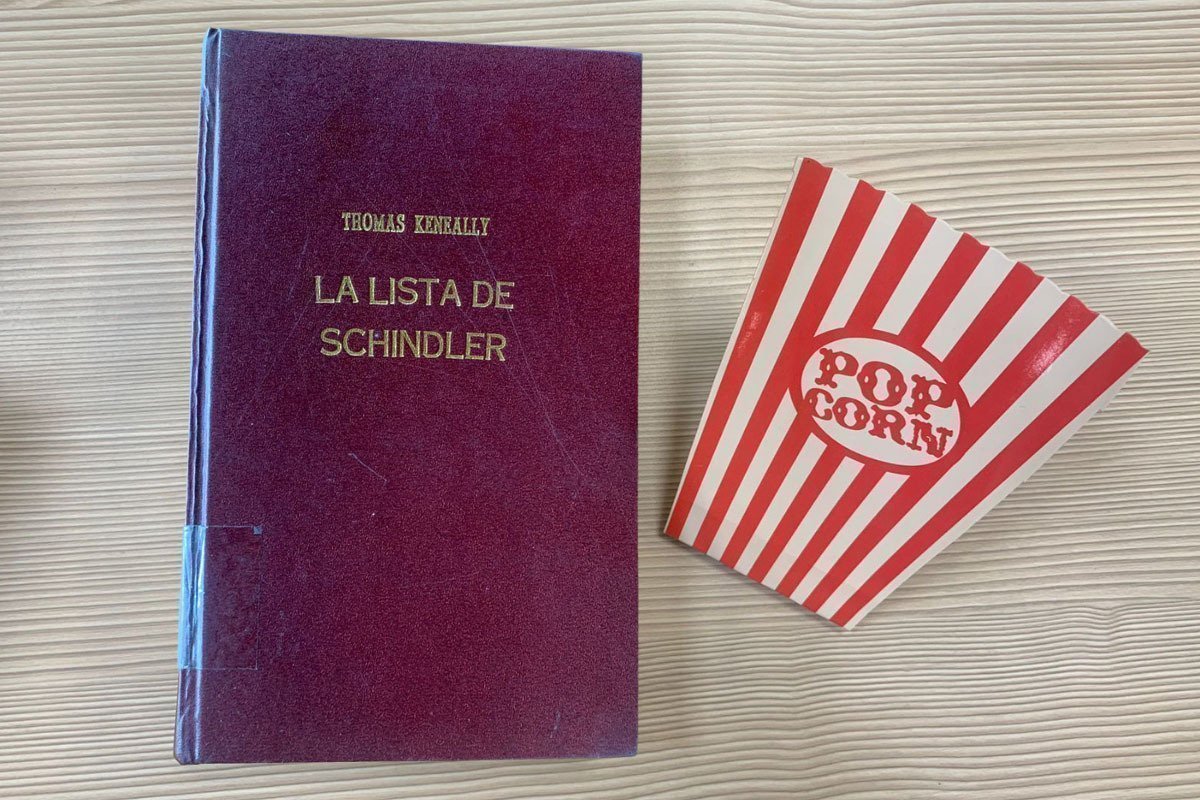 THOMAS KENEALLY
LA LISTA DE
SCHINDLER
POP
CORN